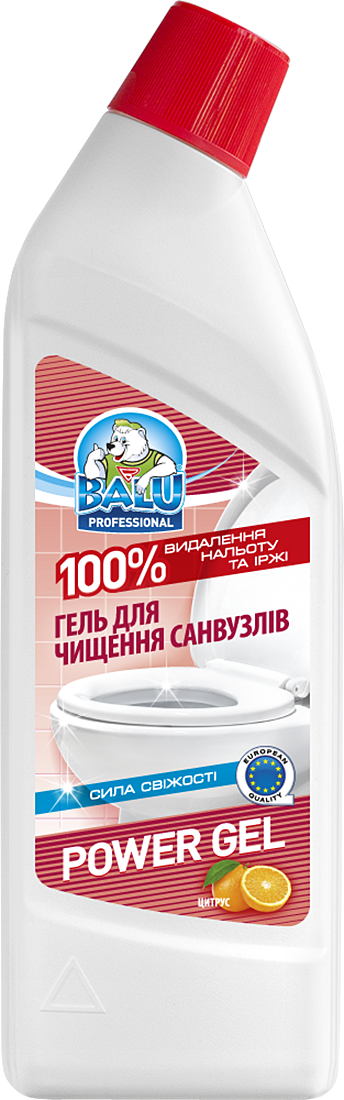 BALU
PROFESSIONAL
100%
ВИДАЛЕННЯ
НАЛЬОТУ
ТА ІРЖІ
ГЕЛЬ ДЛЯ
ЧИЩЕННЯ САНВУЗЛІВ
СИЛА СВІЖОСТІ
EUROPEAN
QUALITY
POWER GEL
ЦИТРУС